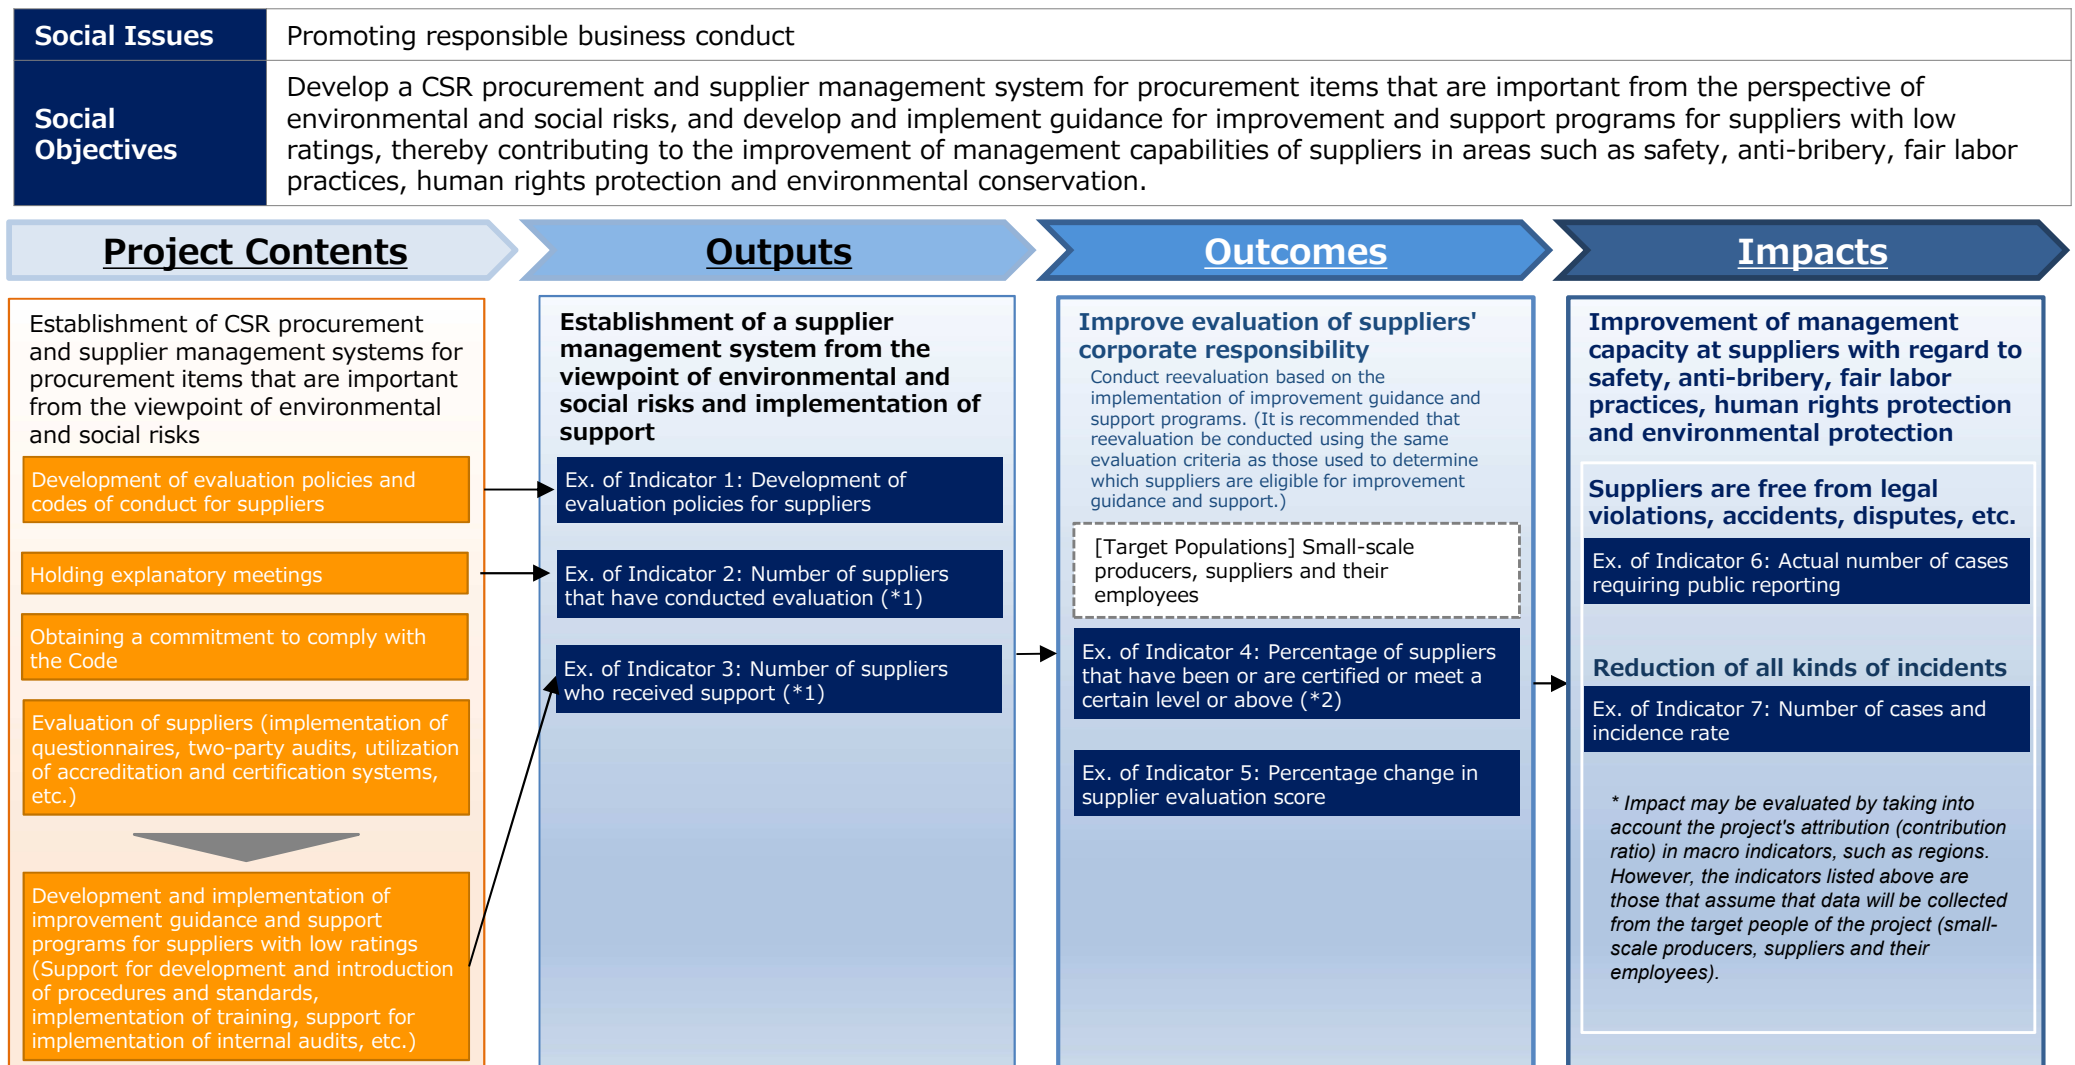 Social Issues
Promoting responsible business conduct
Social
Objectives
Develop a CSR procurement and supplier management system for procurement items that are important from the perspective of
environmental and social risks, and develop and implement guidance for improvement and support programs for suppliers with low
ratings, thereby contributing to the improvement of management capabilities of suppliers in areas such as safety, anti-bribery, fair labor
practices, human rights protection and environmental conservation.
Project Contents
Establishment of CSR procurement
and supplier management systems for
procurement items that are important
from the viewpoint of environmental
and social risks
Development of evaluation policies and
codes of conduct for suppliers
Holding explanatory meetings
Obtaining a commitment to comply with
the Code
Evaluation of suppliers (implementation of
questionnaires, two-party audits, utilization
of accreditation and certification systems,
etc.)
Development and implementation of
improvement guidance and support
programs for suppliers with low ratings
(Support for development and introduction
of procedures and standards,
implementation of training, support for
implementation of internal audits, etc.)
Outputs
Establishment of a supplier
management system from the
viewpoint of environmental and
social risks and implementation of
support
Ex. of Indicator 1: Development of
evaluation policies for suppliers
Ex. of Indicator 2: Number of suppliers
that have conducted evaluation (*1)
Ex. of Indicator 3: Number of suppliers
who received support (*1)
Outcomes
Improve evaluation of suppliers'
corporate responsibility
Conduct reevaluation based on the
implementation of improvement guidance and
support programs. (It is recommended that
reevaluation be conducted using the same
evaluation criteria as those used to determine
which suppliers are eligible for improvement
guidance and support.)
[Target Populations] Small-scale
producers, suppliers and their
employees
Ex. of Indicator 4: Percentage of suppliers
that have been or are certified or meet a
certain level or above (*2)
Ex. of Indicator 5: Percentage change in
supplier evaluation score
Impacts
Improvement of management
capacity at suppliers with regard to
safety, anti-bribery, fair labor
practices, human rights protection
and environmental protection
Suppliers are free from legal
violations, accidents, disputes, etc.
Ex. of Indicator 6: Actual number of cases
requiring public reporting
Reduction of all kinds of incidents
Ex. of Indicator 7: Number of cases and
incidence rate
* Impact may be evaluated by taking into
account the project's attribution (contribution
ratio) in macro indicators, such as regions.
However, the indicators listed above are
those that assume that data will be collected
from the target people of the project (small-
scale producers, suppliers and their
employees).